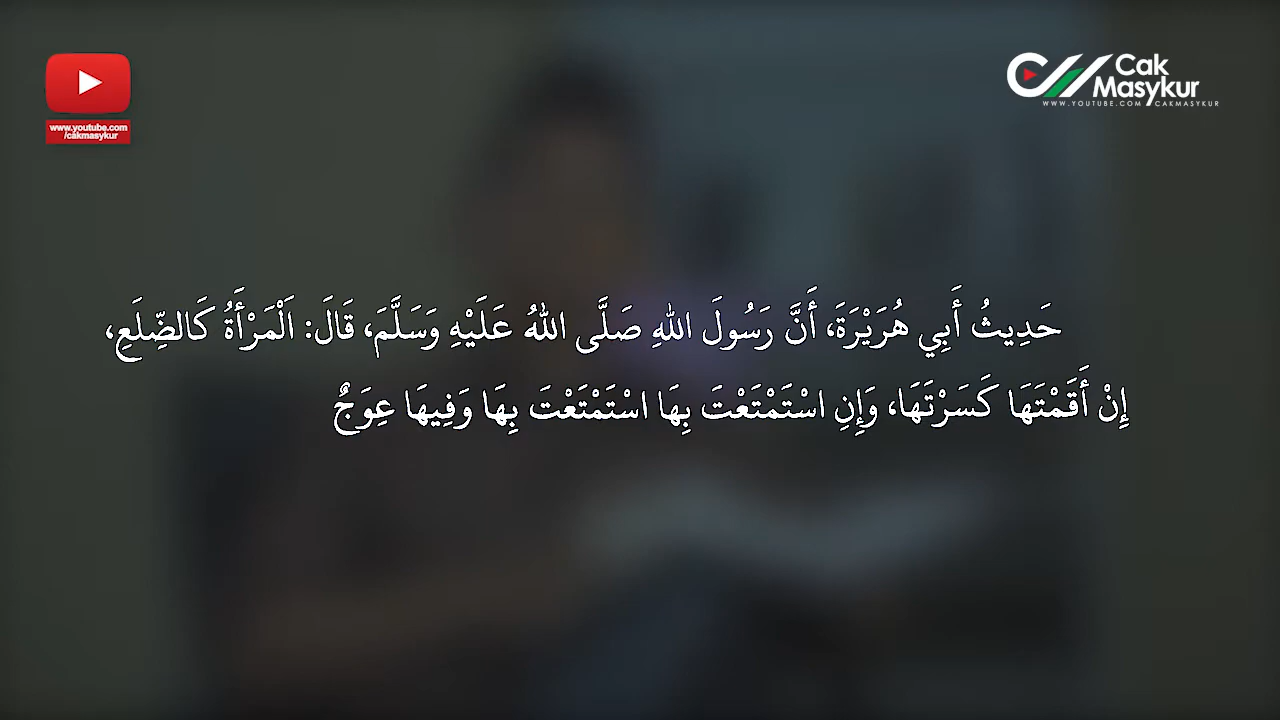 www.youtube.com
/cakmasykur
Cak
Masykur
WWW.YOUTUBE.COM / CAKMASYKUR
حَدِيثُ أَبِي هُرَيْرَةَ، أَنَّ رَسُولَ اللهِ صَلَّى اللهُ عَلَيْهِ وَسَلَّمَ، قَالَ: اَلْمَرْأَةُ كَالضِّلَعِ،
إِنْ أَقَمْتَهَا كَسَرْتَهَا، وَإِنِ اسْتَمْتَعْتَ بِهَا اسْتَمْتَعْتَ بِهَا وَفِيهَا عِوَجٌ